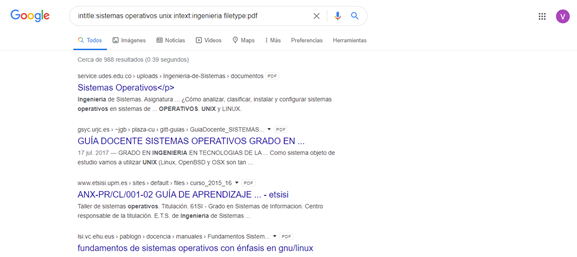 Google
intitle:sistemas operativos unix intext:ingenieria filetype:pdf
V
Todos Imágenes Noticias Vídeos Maps Más Preferencias Herramientas
Cerca de 988 resultados (0.39 segundos)
service.udes.edu.co › uploads › Ingenieria-de-Sistemas › documentos PDF
Sistemas Operativos</p>
Ingenieria de Sistemas. Asignatura ... ¿Cómo analizar, clasificar, instalar y configurar sistemas
operativos en sistemas de ... OPERATIVOS. UNIX y LINUX.
gsyc.urjc.es › ~jgb › plaza-cu › gitt-guias › GuiaDocente_SISTEMAS... PDF
GUÍA DOCENTE SISTEMAS OPERATIVOS GRADO EN ...
17 jul. 2017 — GRADO EN INGENIERIA EN TECNOLOGIAS DE LA ... Como sistema objeto de
estudio vamos a utilizar UNIX (Linux, OpenBSD y OSX son tan ...
www.etsisi.upm.es › sites › default › files › curso_2015_16 PDF
ANX-PR/CL/001-02 GUÍA DE APRENDIZAJE ... - etsisi
Taller de sistemas operativos. Titulación. 61SI - Grado en Sistemas de Informacion. Centro
responsable de la titulación. E.T.S. de Ingenieria de Sistemas ...
lsi.vc.ehu.eus › pablogn › docencia › manuales › Fundamentos Sistem... PDF
fundamentos de sistemas operativos con énfasis en gnu/linux